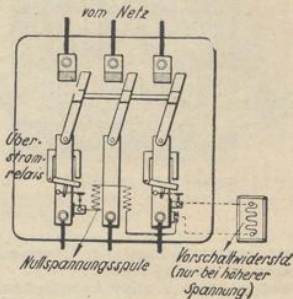 vom Netz
Über-
strom-
relais
Nullspannungsspule
Vorschaltwiderstd.
(nur bei höherer
Spannung)